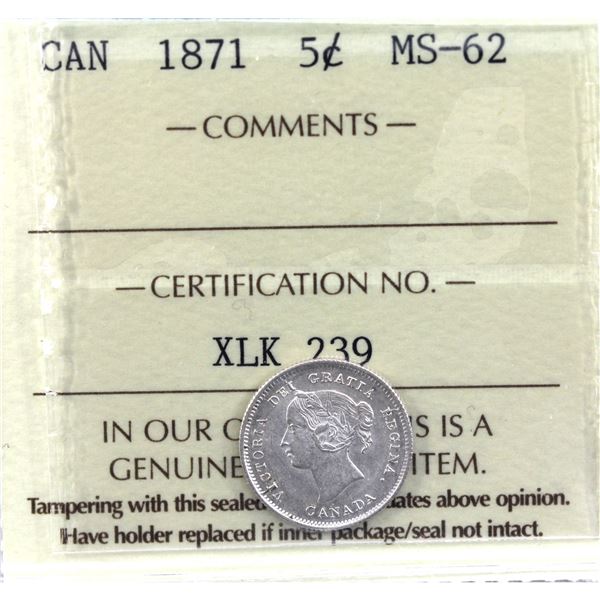 CAN 1871 5¢ MS-62
— COMMENTS —
— CERTIFICATION NO. —
XLK 239
VICTORIA DEI GRATIA REGINA.
CANADA
IN OUR S IS A
GENUINE ITEM.
Tampering with this sealed ates above opinion.
Have holder replaced if inner package/seal not intact.